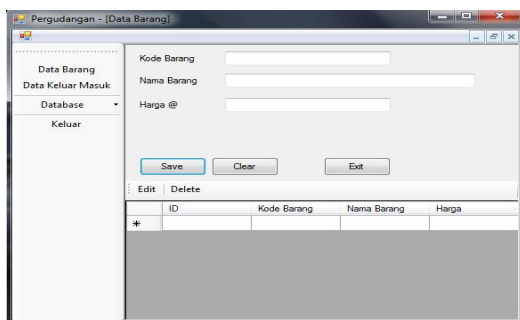 Pergudangan - [Data Barang]
Data Barang
Data Keluar Masuk
Database
Keluar
Kode Barang
Nama Barang
Harga @
Save Clear Exit
Edit Delete
ID Kode Barang Nama Barang Harga